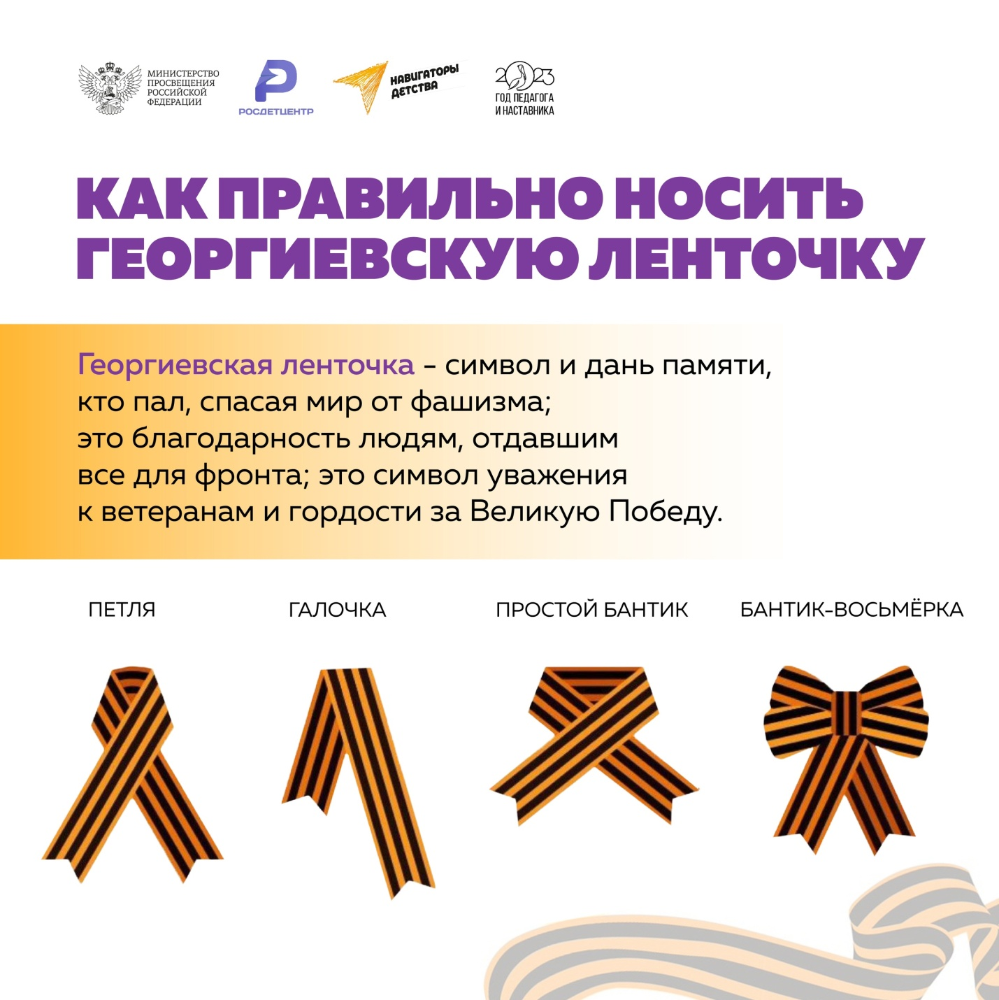 МИНИСТЕРСТВО
ПРОСВЕЩЕНИЯ
РОССИЙСКОЙ
ФЕДЕРАЦИИ
РОСДЕТЦЕНТР
НАВИГАТОРЫ
ДЕТСТВА
2023
ГОД ПЕДАГОГА
И НАСТАВНИКА
КАК ПРАВИЛЬНО НОСИТЬ
ГЕОРГИЕВСКУЮ ЛЕНТОЧКУ
Георгиевская ленточка - символ и дань памяти,
кто пал, спасая мир от фашизма;
это благодарность людям, отдавшим
все для фронта; это символ уважения
к ветеранам и гордости за Великую Победу.
ПЕТЛЯ
ГАЛОЧКА
ПРОСТОЙ БАНТИК
БАНТИК-ВОСЬМЁРКА